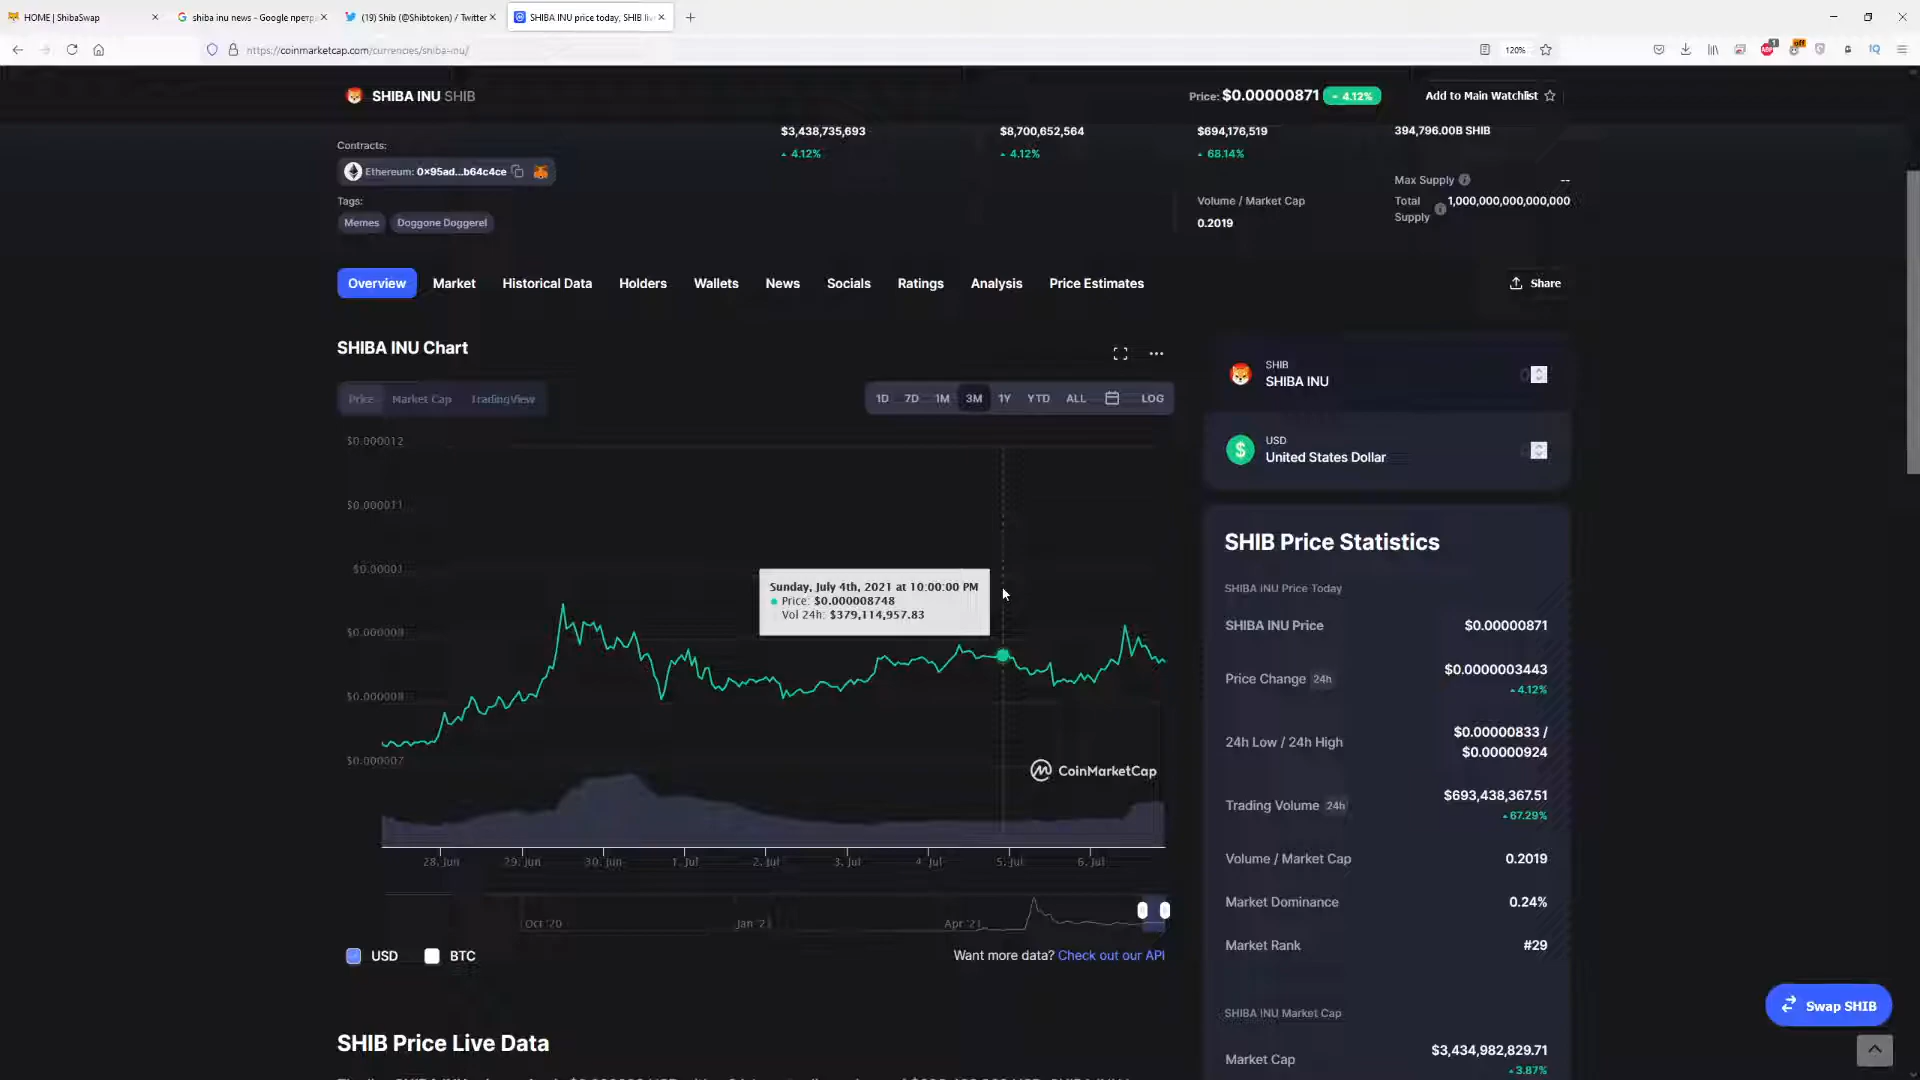 HOME | ShibaSwap
shiba inu news - Google претр
(19) Shib (@Shibtoken) / Twitter
SHIBA INU price today, SHIB liv
https://coinmarketcap.com/currencies/shiba-inu/
120%
SHIBA INU SHIB
Price: $0.00000871
4.12%
Add to Main Watchlist
$3,438,735,693
$8,700,652,564
$694,176,519
394,796.00B SHIB
4.12%
4.12%
68.14%
Contracts:
Ethereum: 0x95ad...b64c4ce
Tags:
Memes
Doggone Doggerel
Volume / Market Cap
0.2019
Max Supply
--
Total Supply
1,000,000,000,000,000
Overview
Market
Historical Data
Holders
Wallets
News
Socials
Ratings
Analysis
Price Estimates
Share
SHIBA INU Chart
Price
Market Cap
TradingView
1D
7D
1M
3M
1Y
YTD
ALL
LOG
$0.000012
$0.000011
$0.00001
$0.000009
$0.000008
$0.000007
Sunday, July 4th, 2021 at 10:00:00 PM
Price: $0.000008748
Vol 24h: $379,114,957.83
CoinMarketCap
28. Jun
29. Jun
30. Jun
1. Jul
2. Jul
3. Jul
4. Jul
5. Jul
6. Jul
Oct '20
Jan '21
Apr '21
USD
BTC
Want more data? Check out our API
SHIB Price Live Data
SHIB
SHIBA INU
USD
United States Dollar
SHIB Price Statistics
SHIBA INU Price Today
SHIBA INU Price
$0.00000871
Price Change 24h
$0.0000003443
4.12%
24h Low / 24h High
$0.00000833 /
$0.00000924
Trading Volume 24h
$693,438,367.51
67.29%
Volume / Market Cap
0.2019
Market Dominance
0.24%
Market Rank
#29
SHIBA INU Market Cap
Market Cap
$3,434,982,829.71
3.87%
Swap SHIB